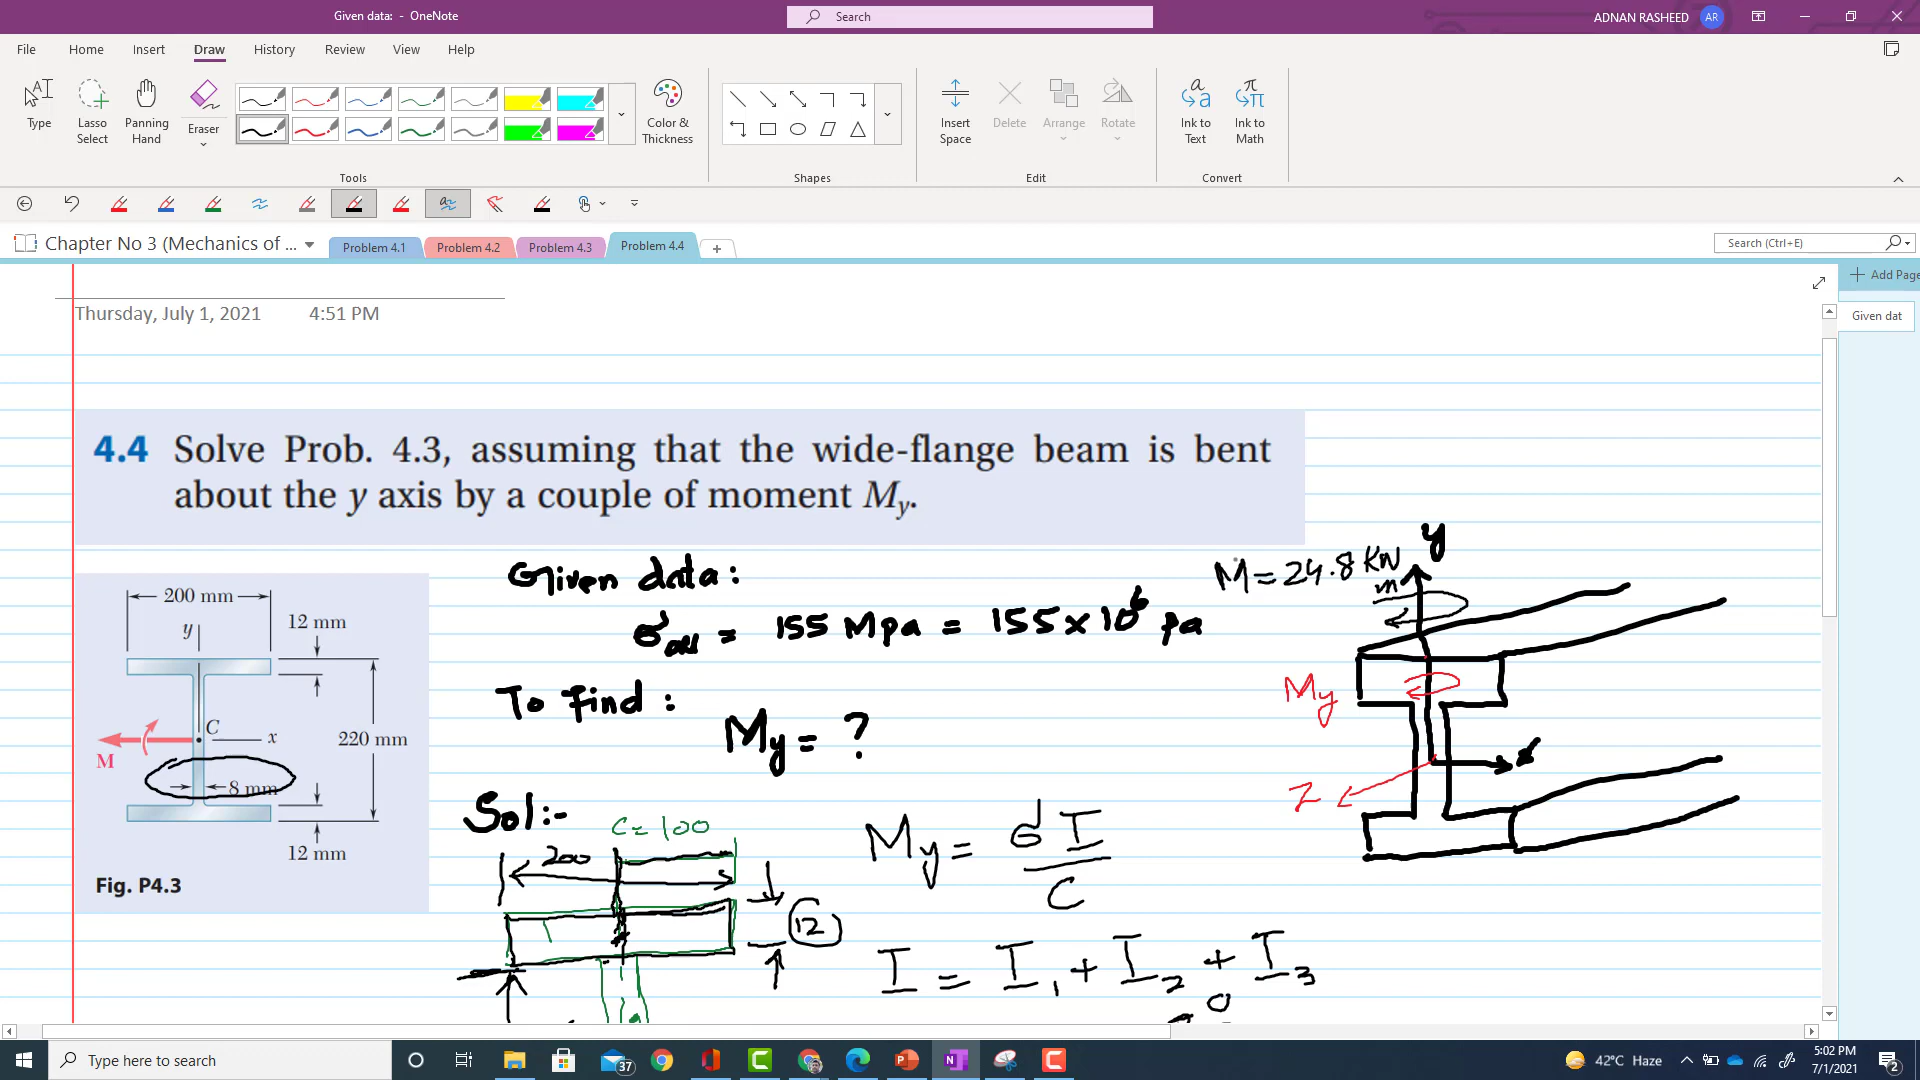 Given data: - OneNote
Search
ADNAN RASHEED AR
File Home Insert Draw History Review View Help
Type
Lasso Select
Panning Hand
Eraser
Color & Thickness
Insert Space
Delete
Arrange
Rotate
Ink to Text
Ink to Math
Tools
Shapes
Edit
Convert
Chapter No 3 (Mechanics of ...
Problem 4.1 Problem 4.2 Problem 4.3 Problem 4.4
Search (Ctrl+E)
Add Page
Given dat
Thursday, July 1, 2021 4:51 PM
4.4 Solve Prob. 4.3, assuming that the wide-flange beam is bent
about the y axis by a couple of moment My.
200 mm
12 mm
y
C
x
M
220 mm
8 mm
12 mm
Fig. P4.3
Given data:
σall = 155 Mpa = 155 x 10^6 pa
To find:
My = ?
Sol:-
C = 100
200
12
My = σ I / C
I = I1 + I2 + I3
M = 24.8 KN m
y
My
Z
x
Type here to search
37
42°C Haze
5:02 PM
7/1/2021
2